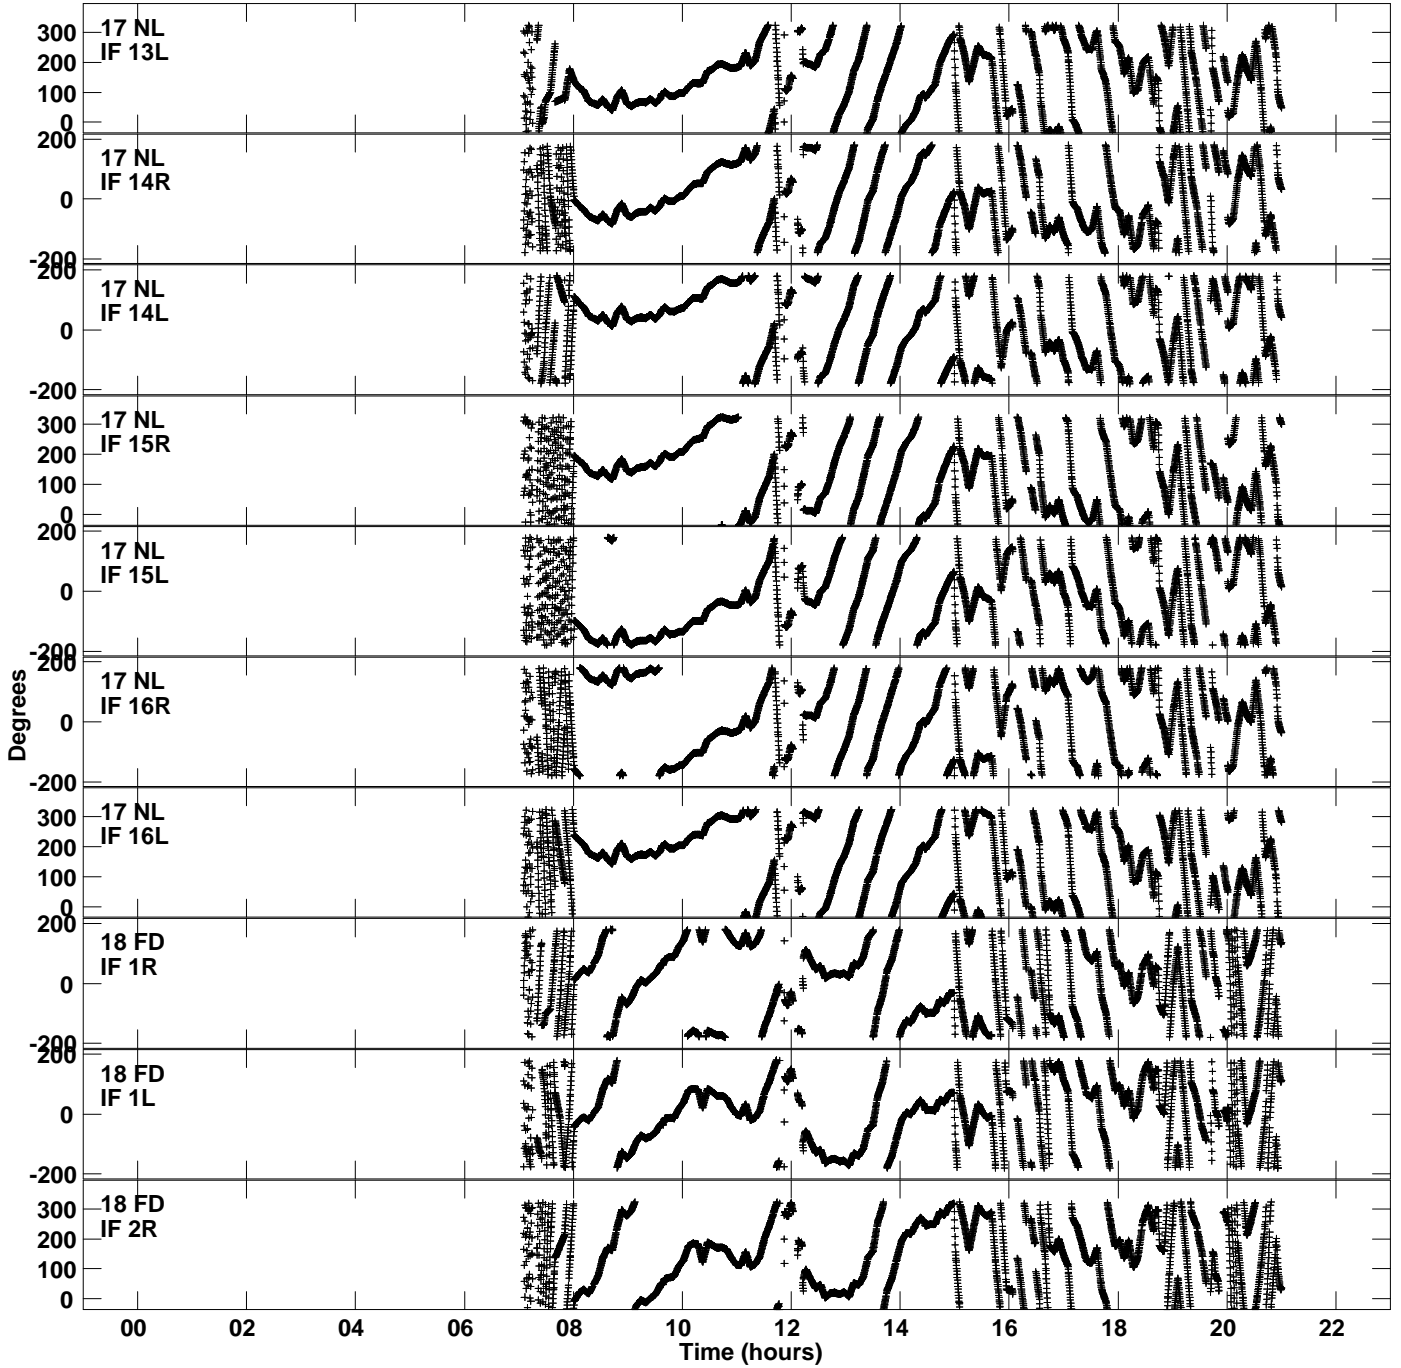 17 NL
IF 13L
300
200
100
0
17 NL
IF 14R
200
0
-200
17 NL
IF 14L
200
0
-200
17 NL
IF 15R
300
200
100
0
17 NL
IF 15L
200
0
-200
17 NL
IF 16R
200
0
-200
17 NL
IF 16L
300
200
100
0
18 FD
IF 1R
200
0
-200
18 FD
IF 1L
200
0
-200
18 FD
IF 2R
300
200
100
0
Degrees
00 02 04 06 08 10 12 14 16 18 20 22
Time (hours)